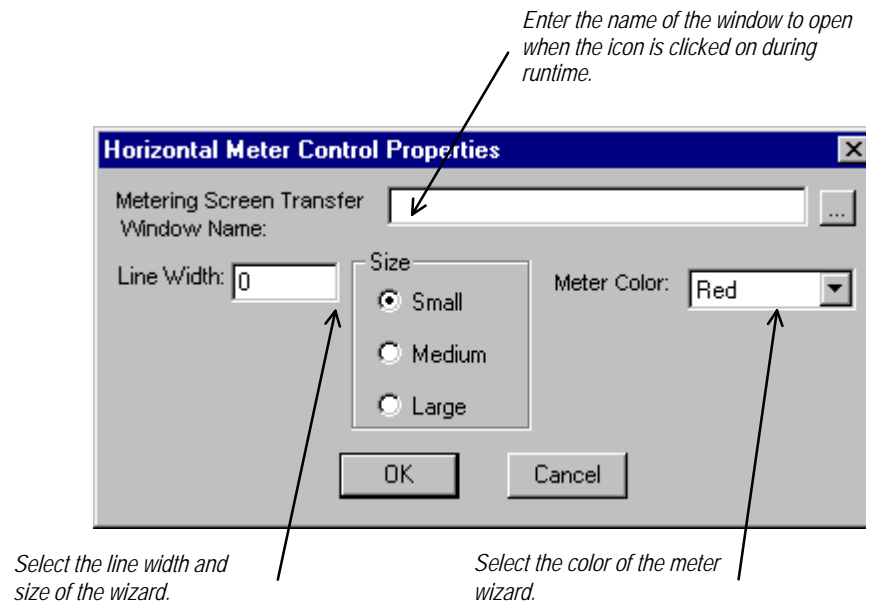 Enter the name of the window to open
when the icon is clicked on during
runtime.
Horizontal Meter Control Properties
Metering Screen Transfer
Window Name:
...
Line Width: 0
Size
Small
Medium
Large
Meter Color: Red
OK
Cancel
Select the line width and
size of the wizard.
Select the color of the meter
wizard.